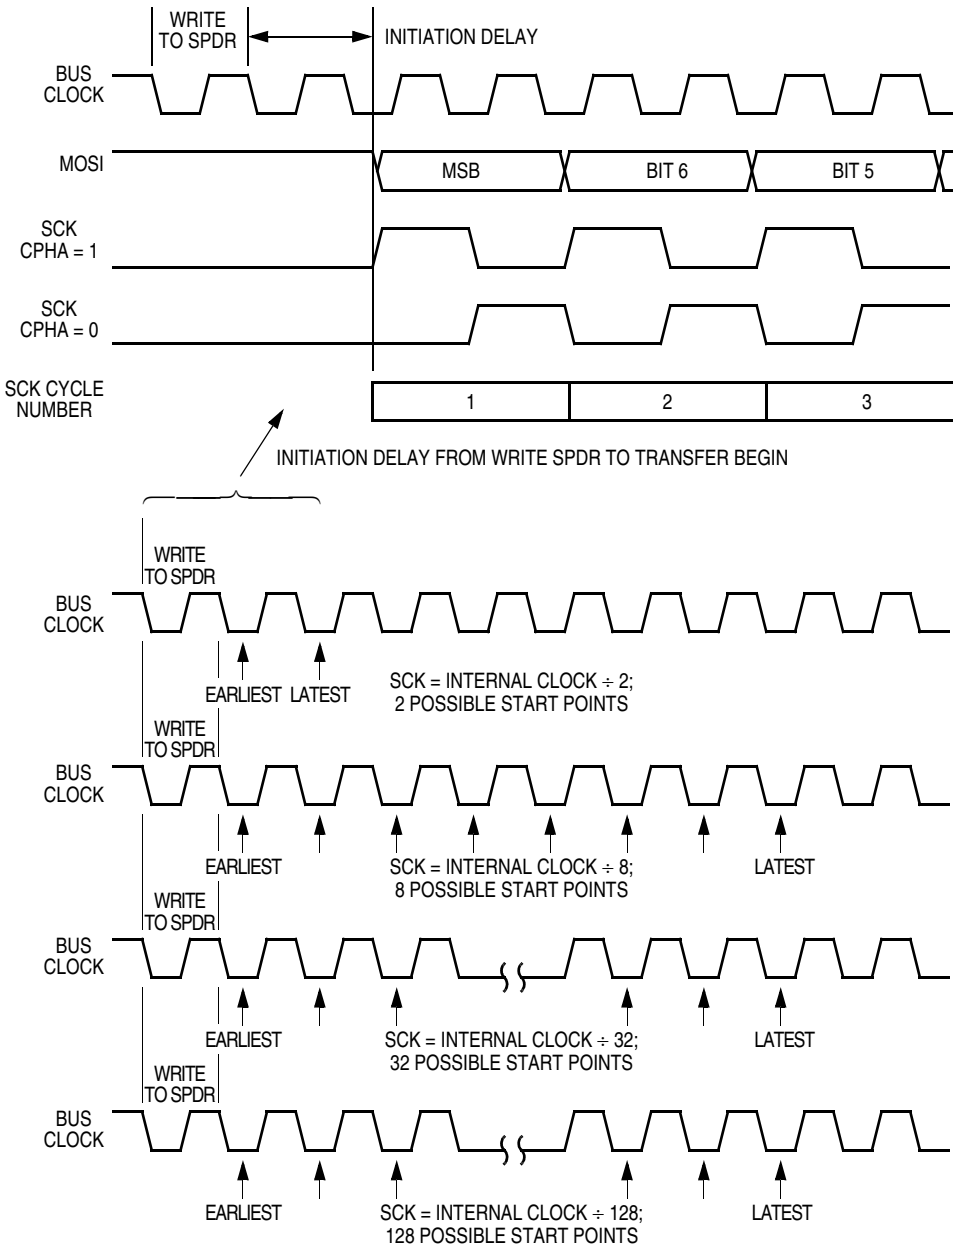 WRITE
TO SPDR
INITIATION DELAY
BUS
CLOCK
MOSI
MSB
BIT 6
BIT 5
SCK
CPHA = 1
SCK
CPHA = 0
SCK CYCLE
NUMBER
1
2
3
INITIATION DELAY FROM WRITE SPDR TO TRANSFER BEGIN
WRITE
TO SPDR
BUS
CLOCK
EARLIEST
LATEST
SCK = INTERNAL CLOCK ÷ 2;
2 POSSIBLE START POINTS
WRITE
TO SPDR
BUS
CLOCK
EARLIEST
SCK = INTERNAL CLOCK ÷ 8;
8 POSSIBLE START POINTS
LATEST
WRITE
TO SPDR
BUS
CLOCK
EARLIEST
SCK = INTERNAL CLOCK ÷ 32;
32 POSSIBLE START POINTS
LATEST
WRITE
TO SPDR
BUS
CLOCK
EARLIEST
SCK = INTERNAL CLOCK ÷ 128;
128 POSSIBLE START POINTS
LATEST